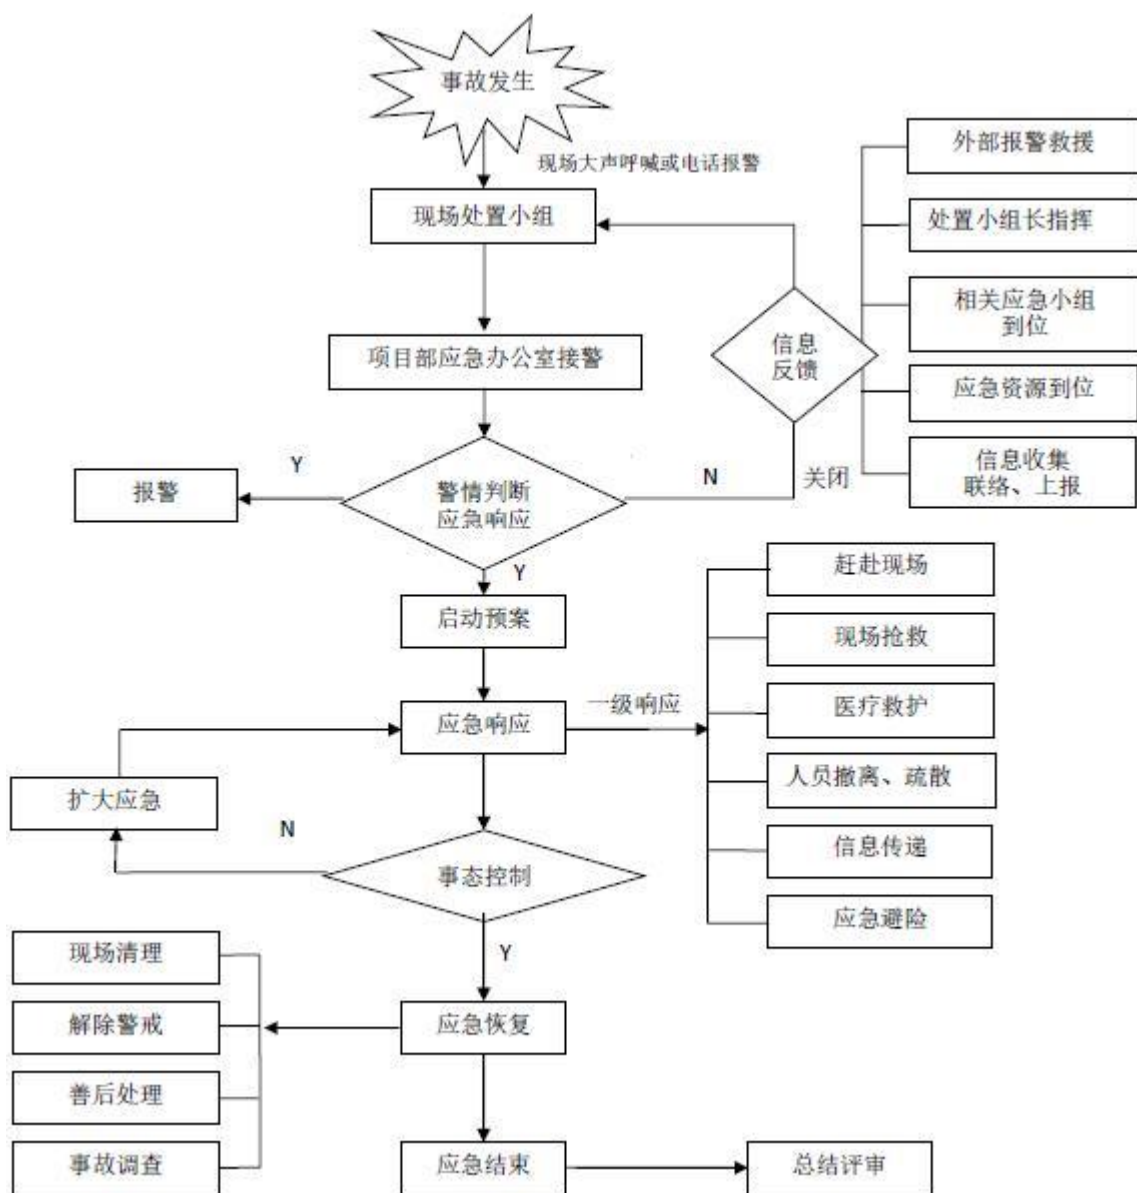 事故发生
现场大声呼喊或电话报警
外部报警救援
现场处置小组
处置小组长指挥
相关应急小组
到位
项目部应急办公室接警
信息
反馈
应急资源到位
Y
N
关闭
信息收集
联络、上报
报警
警情判断
应急响应
Y
赶赴现场
启动预案
现场抢救
一级响应
应急响应
医疗救护
扩大应急
人员撤离、疏散
N
信息传递
事态控制
应急避险
现场清理
Y
解除警戒
应急恢复
善后处理
事故调查
应急结束
总结评审